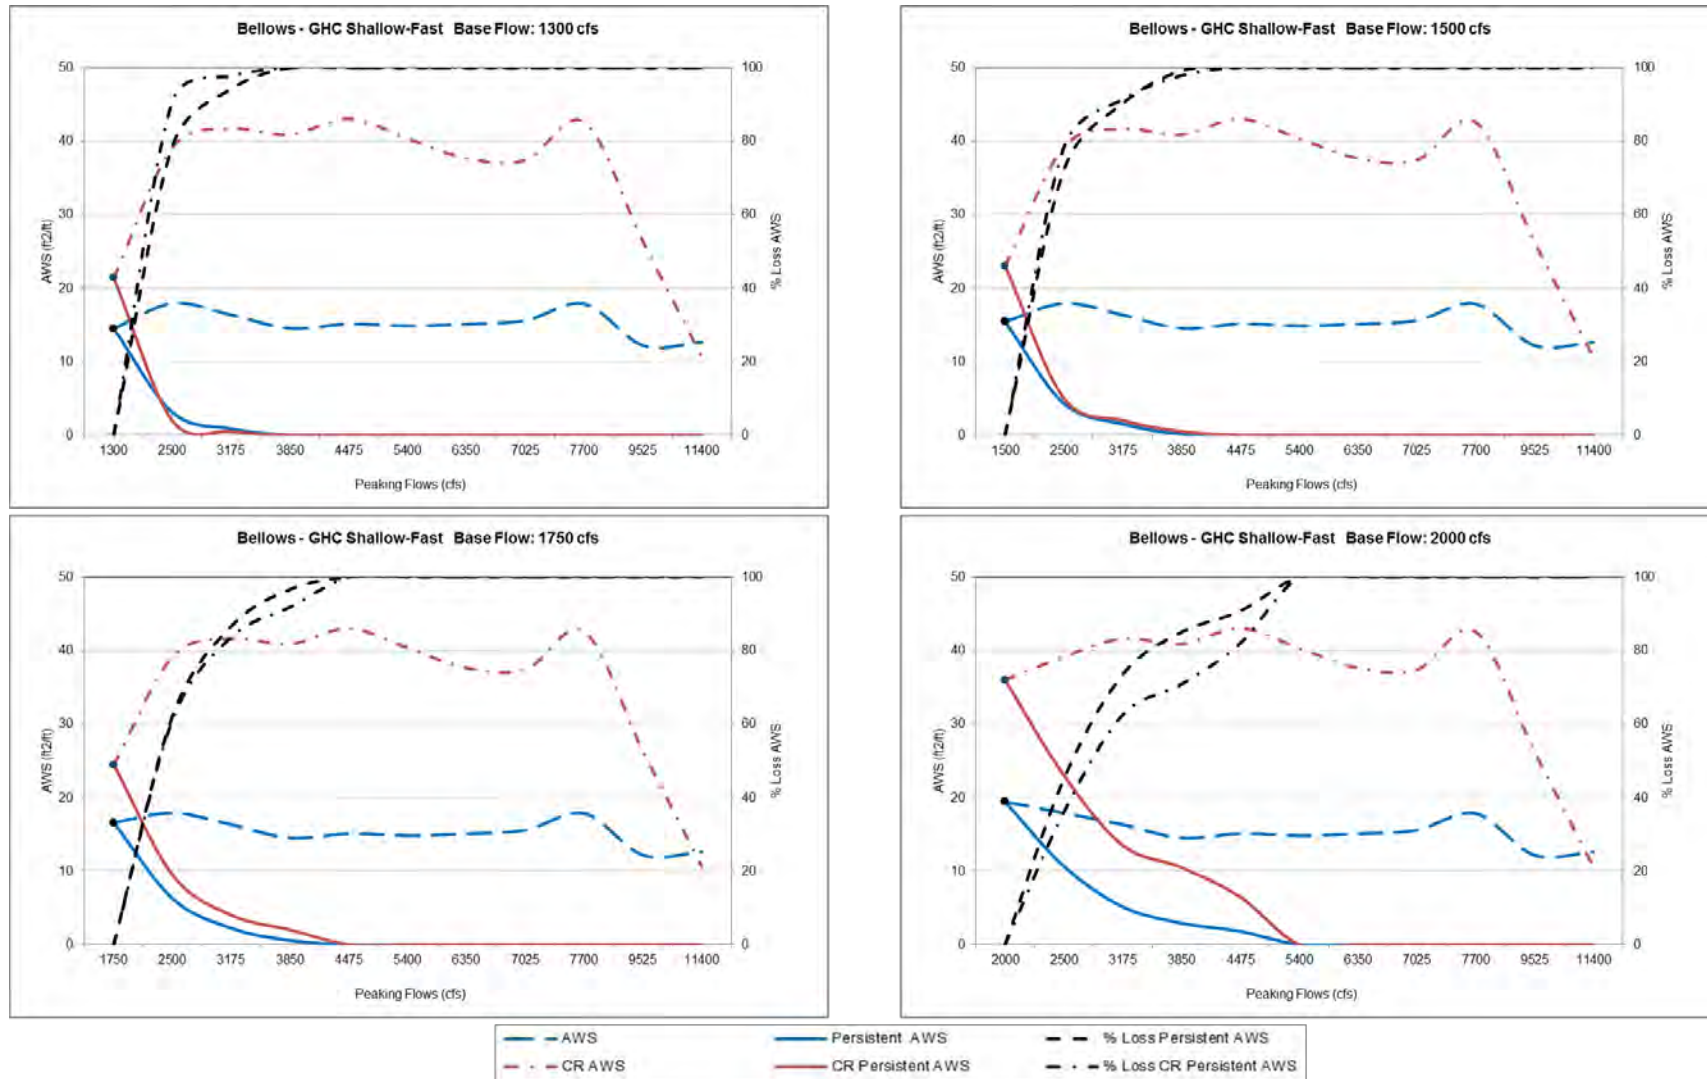 Bellows - GHC Shallow-Fast Base Flow: 1300 cfs
50
40
30
20
10
0
AWS (ft2/ft)
100
80
60
40
20
0
% Loss AWS
1300 2500 3175 3850 4475 5400 6350 7025 7700 9525 11400
Peaking Flows (cfs)
Bellows - GHC Shallow-Fast Base Flow: 1500 cfs
50
40
30
20
10
0
AWS (ft2/ft)
100
80
60
40
20
0
% Loss AWS
1500 2500 3175 3850 4475 5400 6350 7025 7700 9525 11400
Peaking Flows (cfs)
Bellows - GHC Shallow-Fast Base Flow: 1750 cfs
50
40
30
20
10
0
AWS (ft2/ft)
100
80
60
40
20
0
% Loss AWS
1750 2500 3175 3850 4475 5400 6350 7025 7700 9525 11400
Peaking Flows (cfs)
Bellows - GHC Shallow-Fast Base Flow: 2000 cfs
50
40
30
20
10
0
AWS (ft2/ft)
100
80
60
40
20
0
% Loss AWS
2000 2500 3175 3850 4475 5400 6350 7025 7700 9525 11400
Peaking Flows (cfs)
AWS Persistent AWS % Loss Persistent AWS
CR AWS CR Persistent AWS % Loss CR Persistent AWS